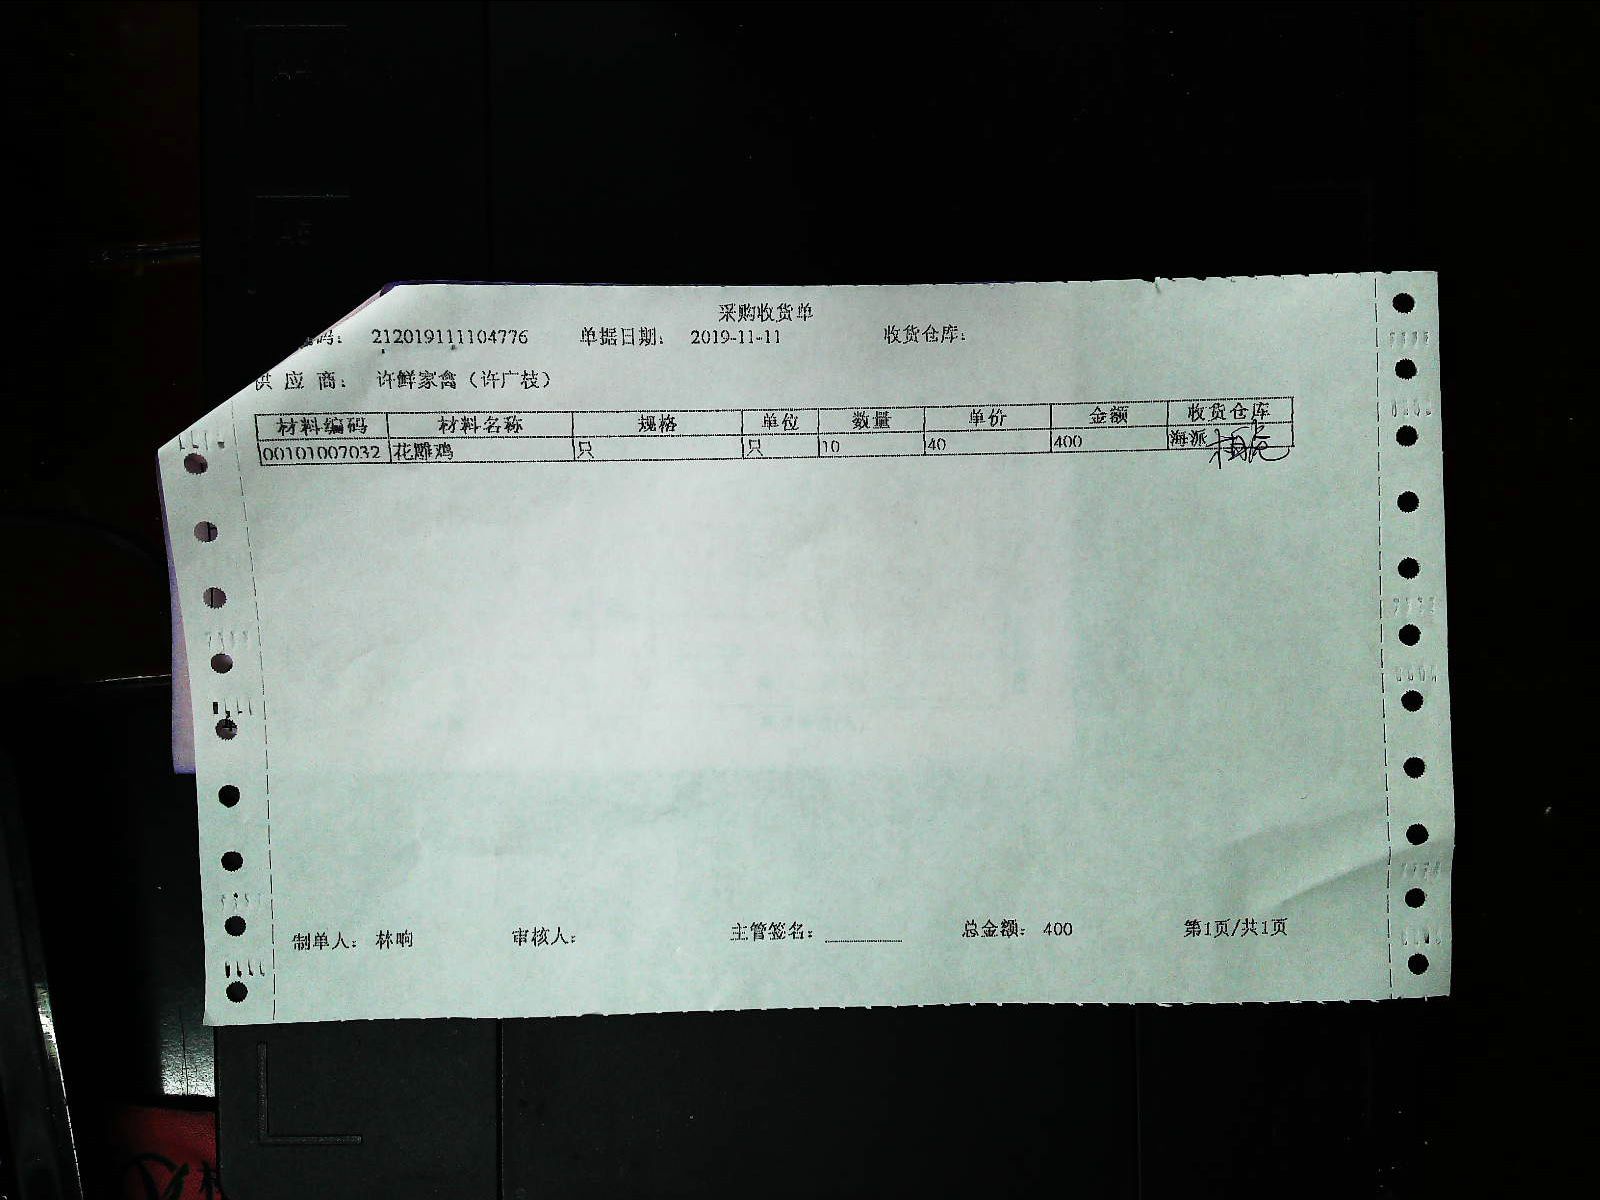 采购收货单
码： 212019111104776 单据日期： 2019-11-11 收货仓库：
供应商： 许鲜家禽（许广枝）
材料编码 材料名称 规格 单位 数量 单价 金额 收货仓库
00101007032 花雕鸡 只 只 10 40 400 海派
制单人： 林响 审核人： 主管签名： 总金额： 400 第1页/共1页